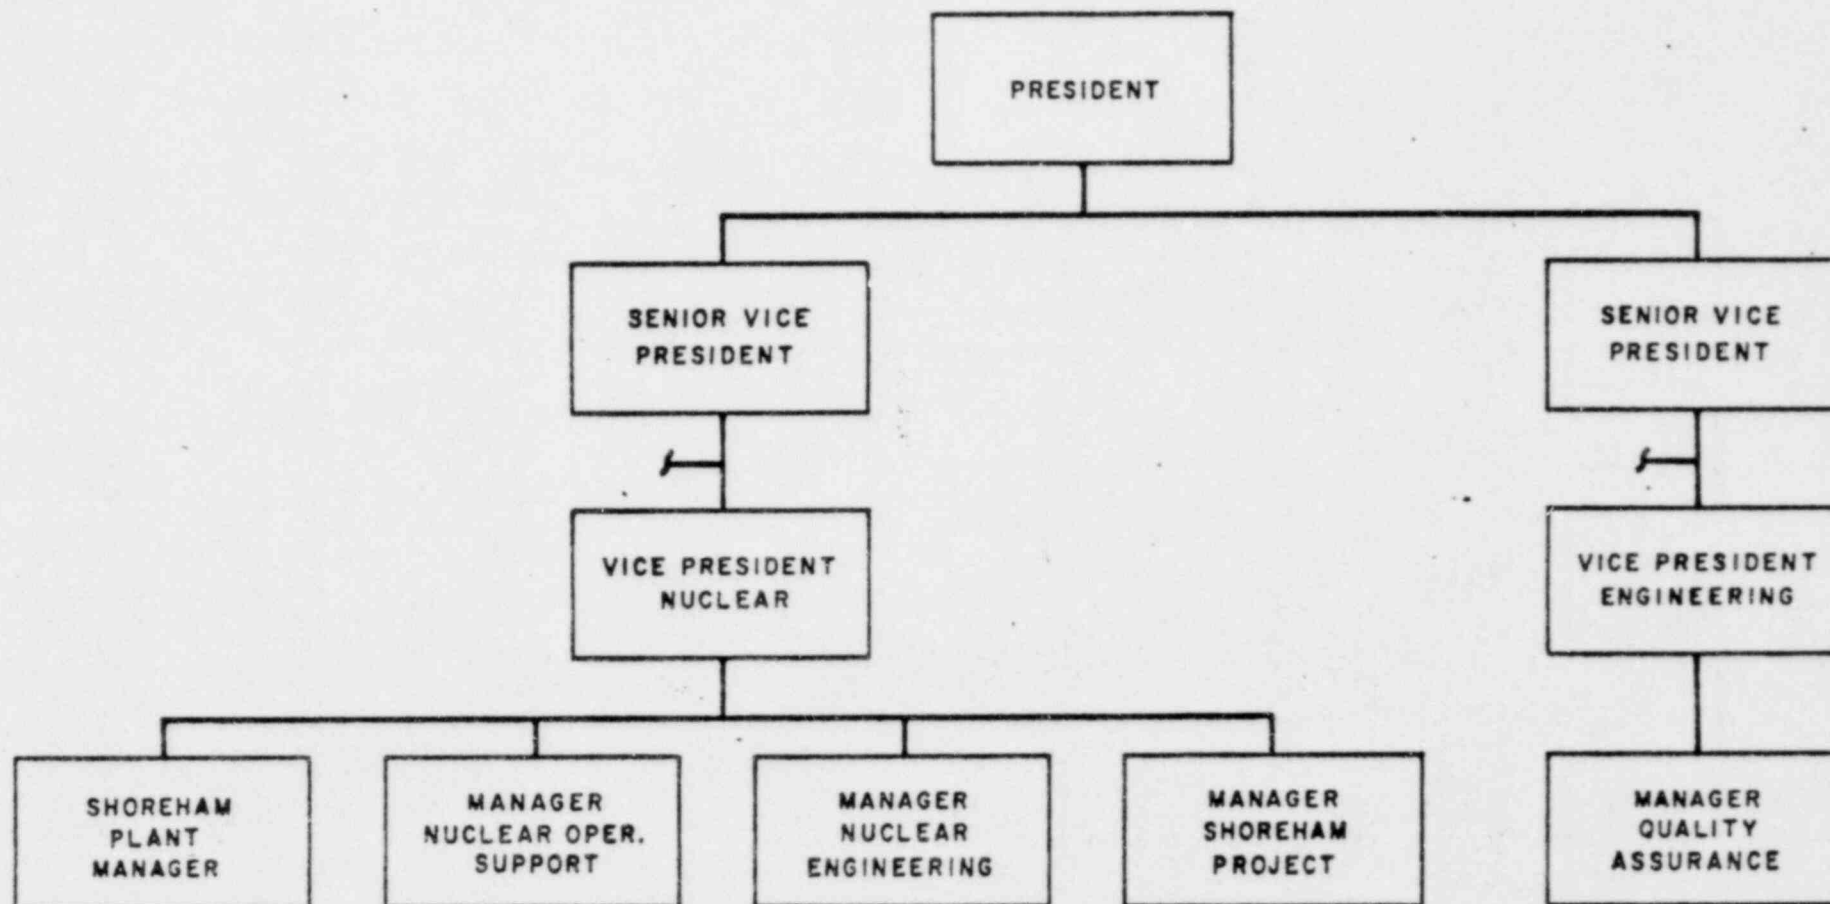 PRESIDENT
SENIOR VICE
PRESIDENT
SENIOR VICE
PRESIDENT
VICE PRESIDENT
NUCLEAR
VICE PRESIDENT
ENGINEERING
SHOREHAM
PLANT
MANAGER
MANAGER
NUCLEAR OPER.
SUPPORT
MANAGER
NUCLEAR
ENGINEERING
MANAGER
SHOREHAM
PROJECT
MANAGER
QUALITY
ASSURANCE